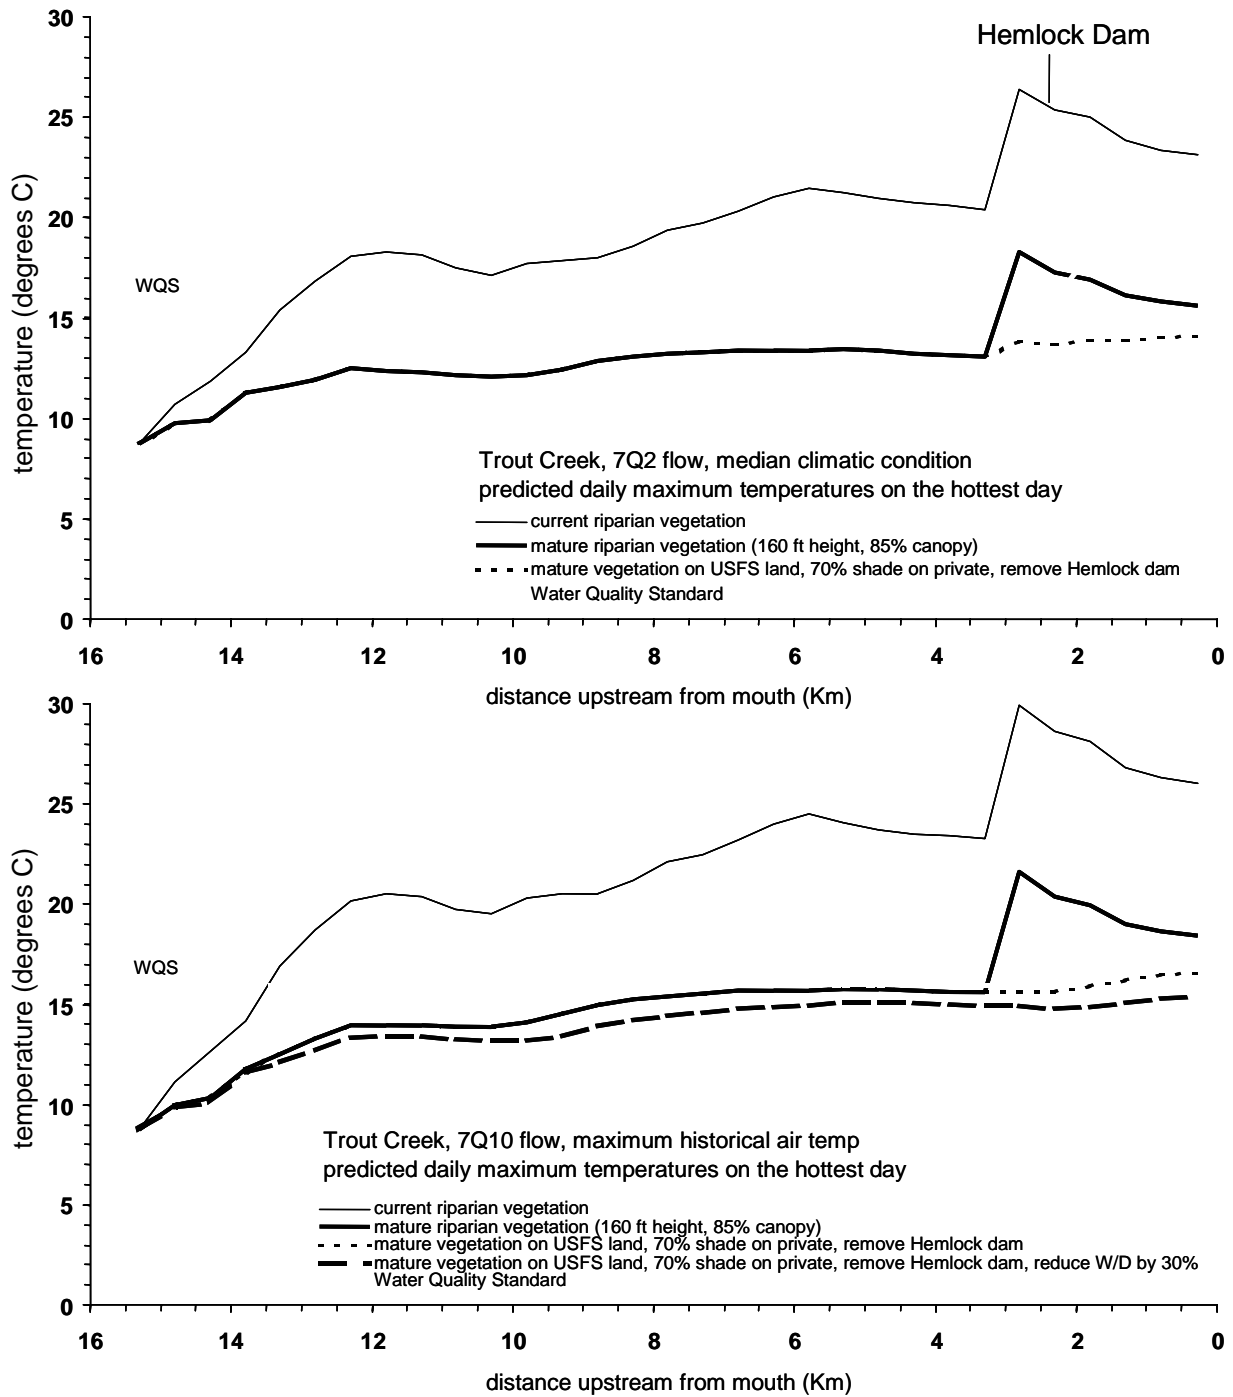 30
Hemlock Dam
25
20
WQS
15
10
Trout Creek, 7Q2 flow, median climatic condition
predicted daily maximum temperatures on the hottest day
5
current riparian vegetation
mature riparian vegetation (160 ft height, 85% canopy)
mature vegetation on USFS land, 70% shade on private, remove Hemlock dam
Water Quality Standard
0
temperature (degrees C)
16 14 12 10 8 6 4 2 0
distance upstream from mouth (Km)
30
25
20
WQS
15
10
Trout Creek, 7Q10 flow, maximum historical air temp
predicted daily maximum temperatures on the hottest day
5
current riparian vegetation
mature riparian vegetation (160 ft height, 85% canopy)
mature vegetation on USFS land, 70% shade on private, remove Hemlock dam
mature vegetation on USFS land, 70% shade on private, remove Hemlock dam, reduce W/D by 30%
Water Quality Standard
0
temperature (degrees C)
16 14 12 10 8 6 4 2 0
distance upstream from mouth (Km)